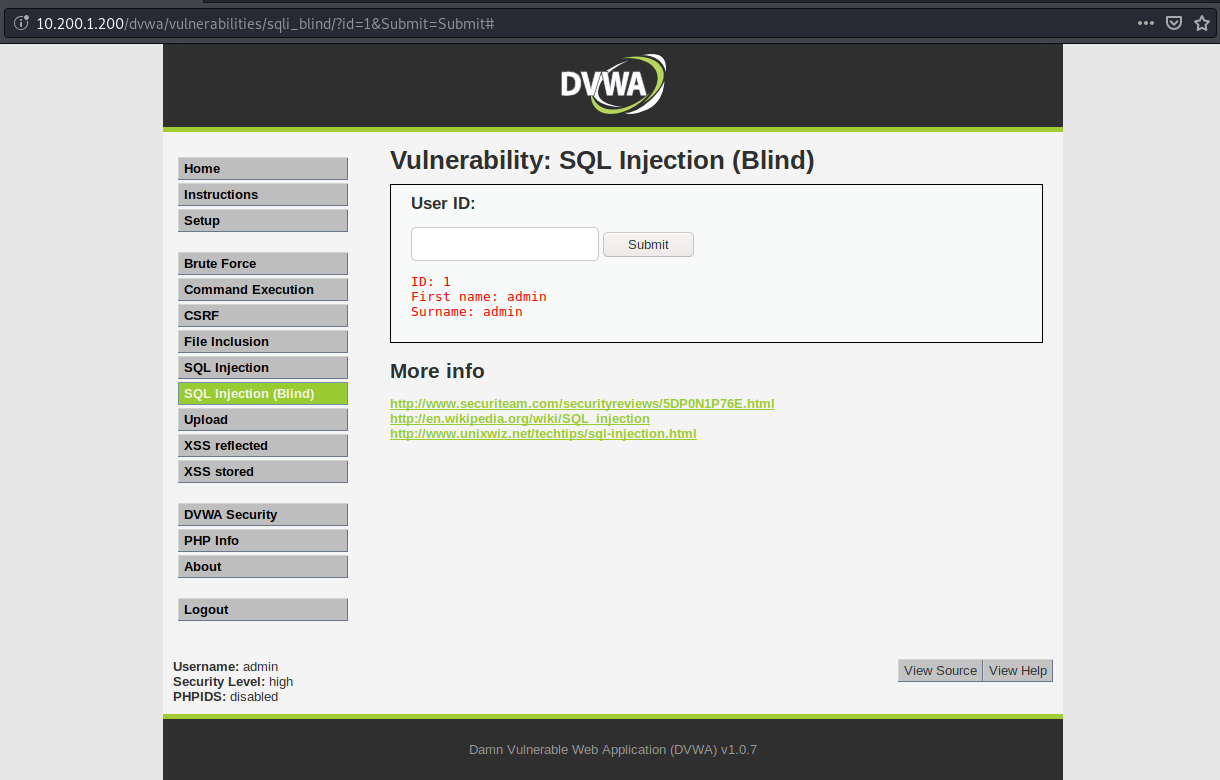 10.200.1.200/dvwa/vulnerabilities/sqli_blind/?id=1&Submit=Submit#
DVWA
Home
Instructions
Setup
Brute Force
Command Execution
CSRF
File Inclusion
SQL Injection
SQL Injection (Blind)
Upload
XSS reflected
XSS stored
DVWA Security
PHP Info
About
Logout
Vulnerability: SQL Injection (Blind)
User ID:
Submit
ID: 1
First name: admin
Surname: admin
More info
http://www.securiteam.com/securityreviews/5DP0N1P76E.html
http://en.wikipedia.org/wiki/SQL_injection
http://www.unixwiz.net/techtips/sql-injection.html
Username: admin
Security Level: high
PHPIDS: disabled
View Source View Help
Damn Vulnerable Web Application (DVWA) v1.0.7